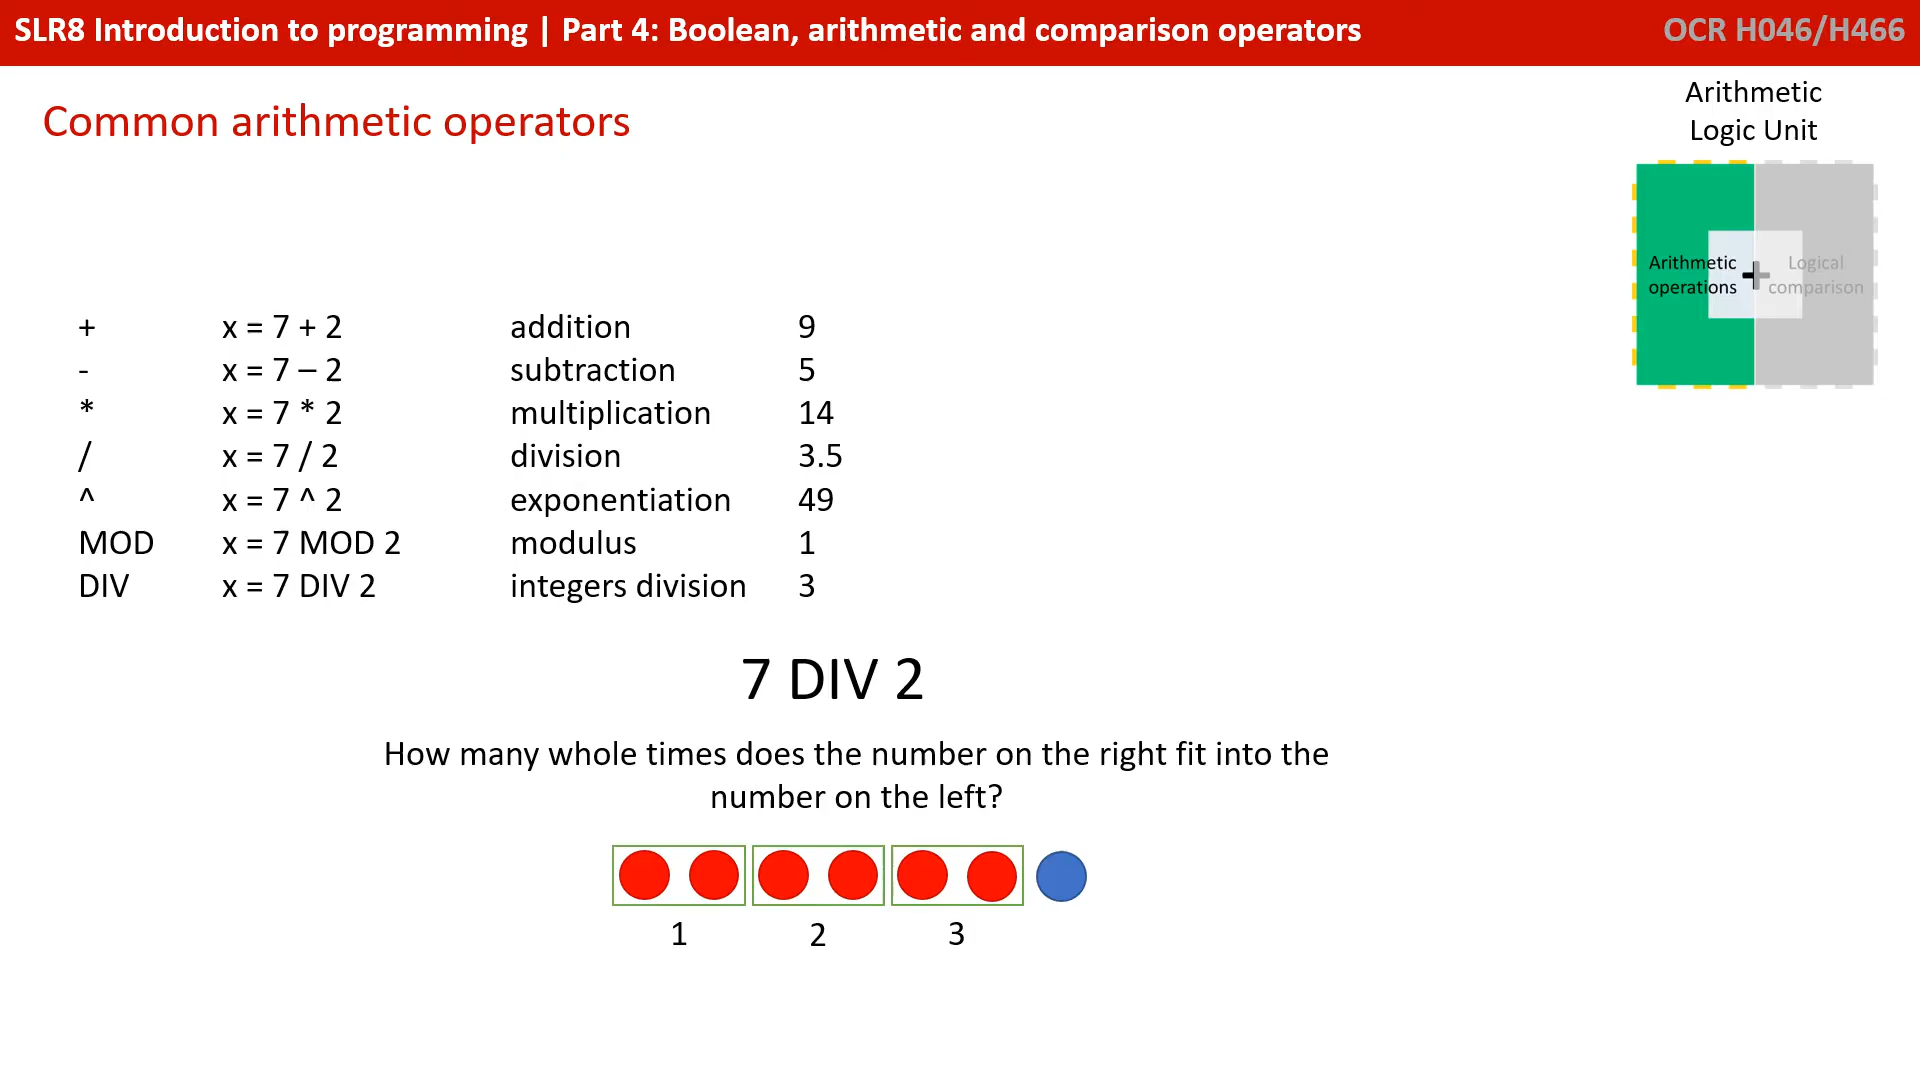 SLR8 Introduction to programming | Part 4: Boolean, arithmetic and comparison operators
OCR H046/H466
Arithmetic
Logic Unit
Common arithmetic operators
Arithmetic
operations
+
Logical
comparison
+ x = 7 + 2 addition 9
- x = 7 – 2 subtraction 5
* x = 7 * 2 multiplication 14
/ x = 7 / 2 division 3.5
^ x = 7 ^ 2 exponentiation 49
MOD x = 7 MOD 2 modulus 1
DIV x = 7 DIV 2 integers division 3
7 DIV 2
How many whole times does the number on the right fit into the
number on the left?
1 2 3